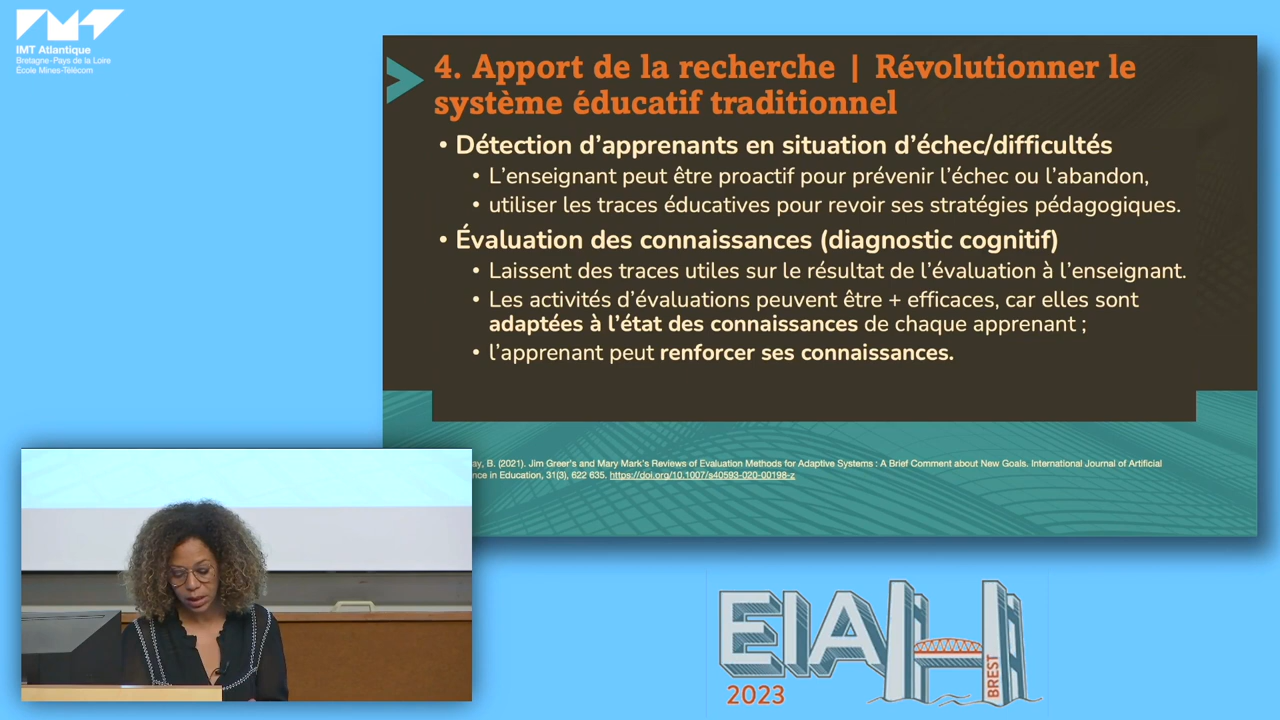 IMT Atlantique
Bretagne-Pays de la Loire
École Mines-Télécom
4. Apport de la recherche | Révolutionner le
système éducatif traditionnel
• Détection d'apprenants en situation d'échec/difficultés
• L'enseignant peut être proactif pour prévenir l'échec ou l'abandon,
• utiliser les traces éducatives pour revoir ses stratégies pédagogiques.
• Évaluation des connaissances (diagnostic cognitif)
• Laissent des traces utiles sur le résultat de l'évaluation à l'enseignant.
• Les activités d'évaluations peuvent être + efficaces, car elles sont
adaptées à l'état des connaissances de chaque apprenant ;
• l'apprenant peut renforcer ses connaissances.
ay, B. (2021). Jim Greer's and Mary Mark's Reviews of Evaluation Methods for Adaptive Systems : A Brief Comment about New Goals. International Journal of Artificial
nce in Education, 31(3), 622 635. https://doi.org/10.1007/s40593-020-00198-z
EIAH
BREST
2023